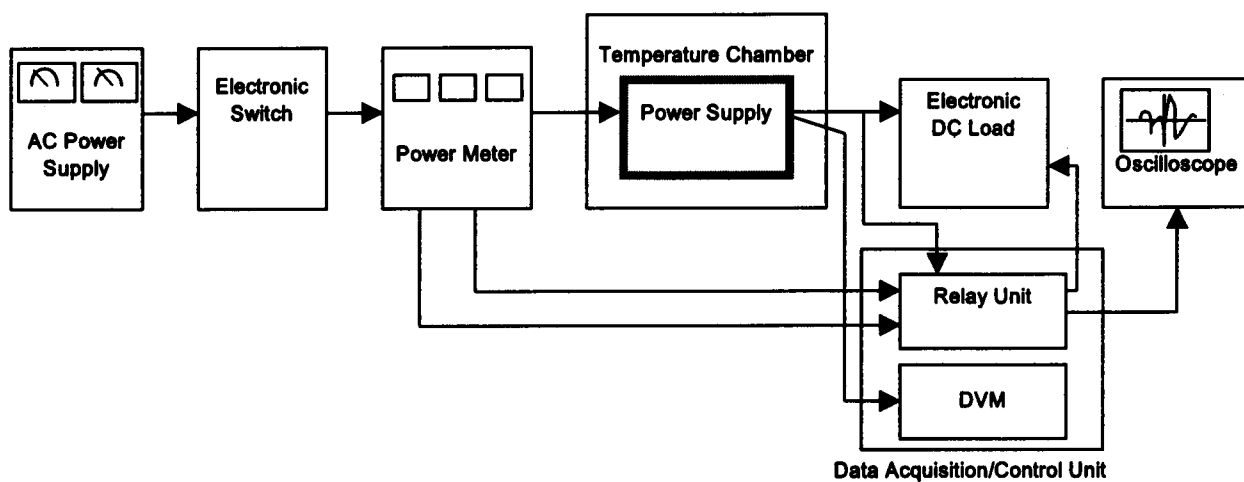 AC Power
Supply
Electronic
Switch
Power Meter
Temperature Chamber
Power Supply
Electronic
DC Load
Oscilloscope
Relay Unit
DVM
Data Acquisition/Control Unit